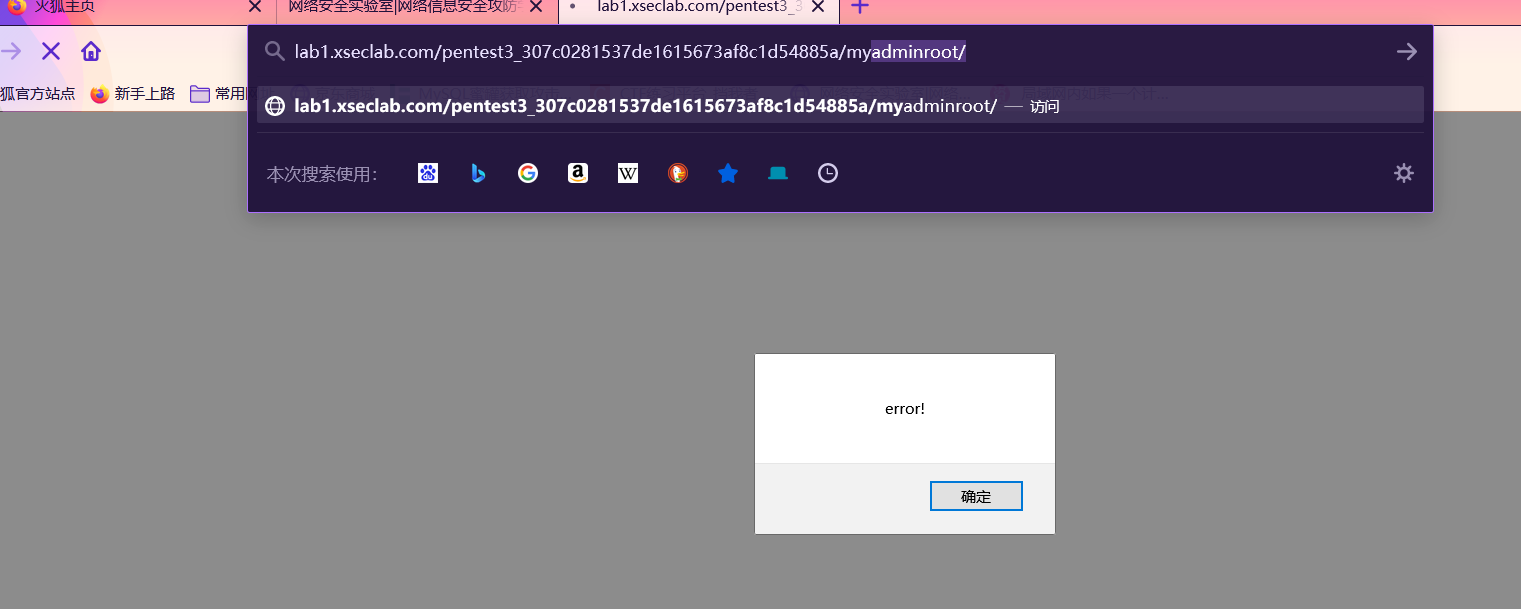 火狐主页
网络安全实验室|网络信息安全攻防
lab1.xseclab.com/pentest3_3
lab1.xseclab.com/pentest3_307c0281537de1615673af8c1d54885a/myadminroot/
狐官方站点
新手上路
常用
lab1.xseclab.com/pentest3_307c0281537de1615673af8c1d54885a/myadminroot/ — 访问
本次搜索使用：
error!
确定